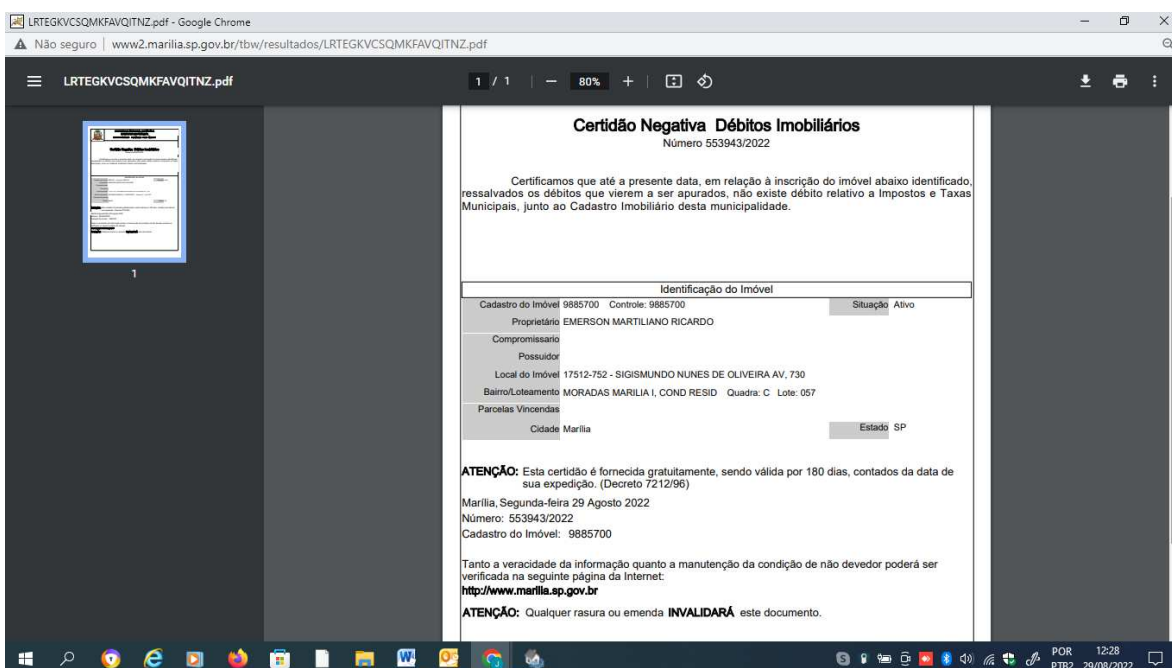 LRTEGKVCSQMKFAVQITNZ.pdf - Google Chrome
Não seguro | www2.marilia.sp.gov.br/tbw/resultados/LRTEGKVCSQMKFAVQITNZ.pdf
LRTEGKVCSQMKFAVQITNZ.pdf 1 / 1 80%
1
Certidão Negativa Débitos Imobiliários
Número 553943/2022
Certificamos que até a presente data, em relação à inscrição do imóvel abaixo identificado,
ressalvados os débitos que vierem a ser apurados, não existe débito relativo a Impostos e Taxas
Municipais, junto ao Cadastro Imobiliário desta municipalidade.
Identificação do Imóvel
Cadastro do Imóvel 9885700 Controle: 9885700 Situação Ativo
Proprietário EMERSON MARTILIANO RICARDO
Compromissario
Possuidor
Local do Imóvel 17512-752 - SIGISMUNDO NUNES DE OLIVEIRA AV, 730
Bairro/Loteamento MORADAS MARILIA I, COND RESID Quadra: C Lote: 057
Parcelas Vincendas
Cidade Marília Estado SP
ATENÇÃO: Esta certidão é fornecida gratuitamente, sendo válida por 180 dias, contados da data de
sua expedição. (Decreto 7212/96)
Marília, Segunda-feira 29 Agosto 2022
Número: 553943/2022
Cadastro do Imóvel: 9885700
Tanto a veracidade da informação quanto a manutenção da condição de não devedor poderá ser
verificada na seguinte página da Internet:
http://www.marilia.sp.gov.br
ATENÇÃO: Qualquer rasura ou emenda INVALIDARÁ este documento.
POR 12:28
PTB2 29/08/2022